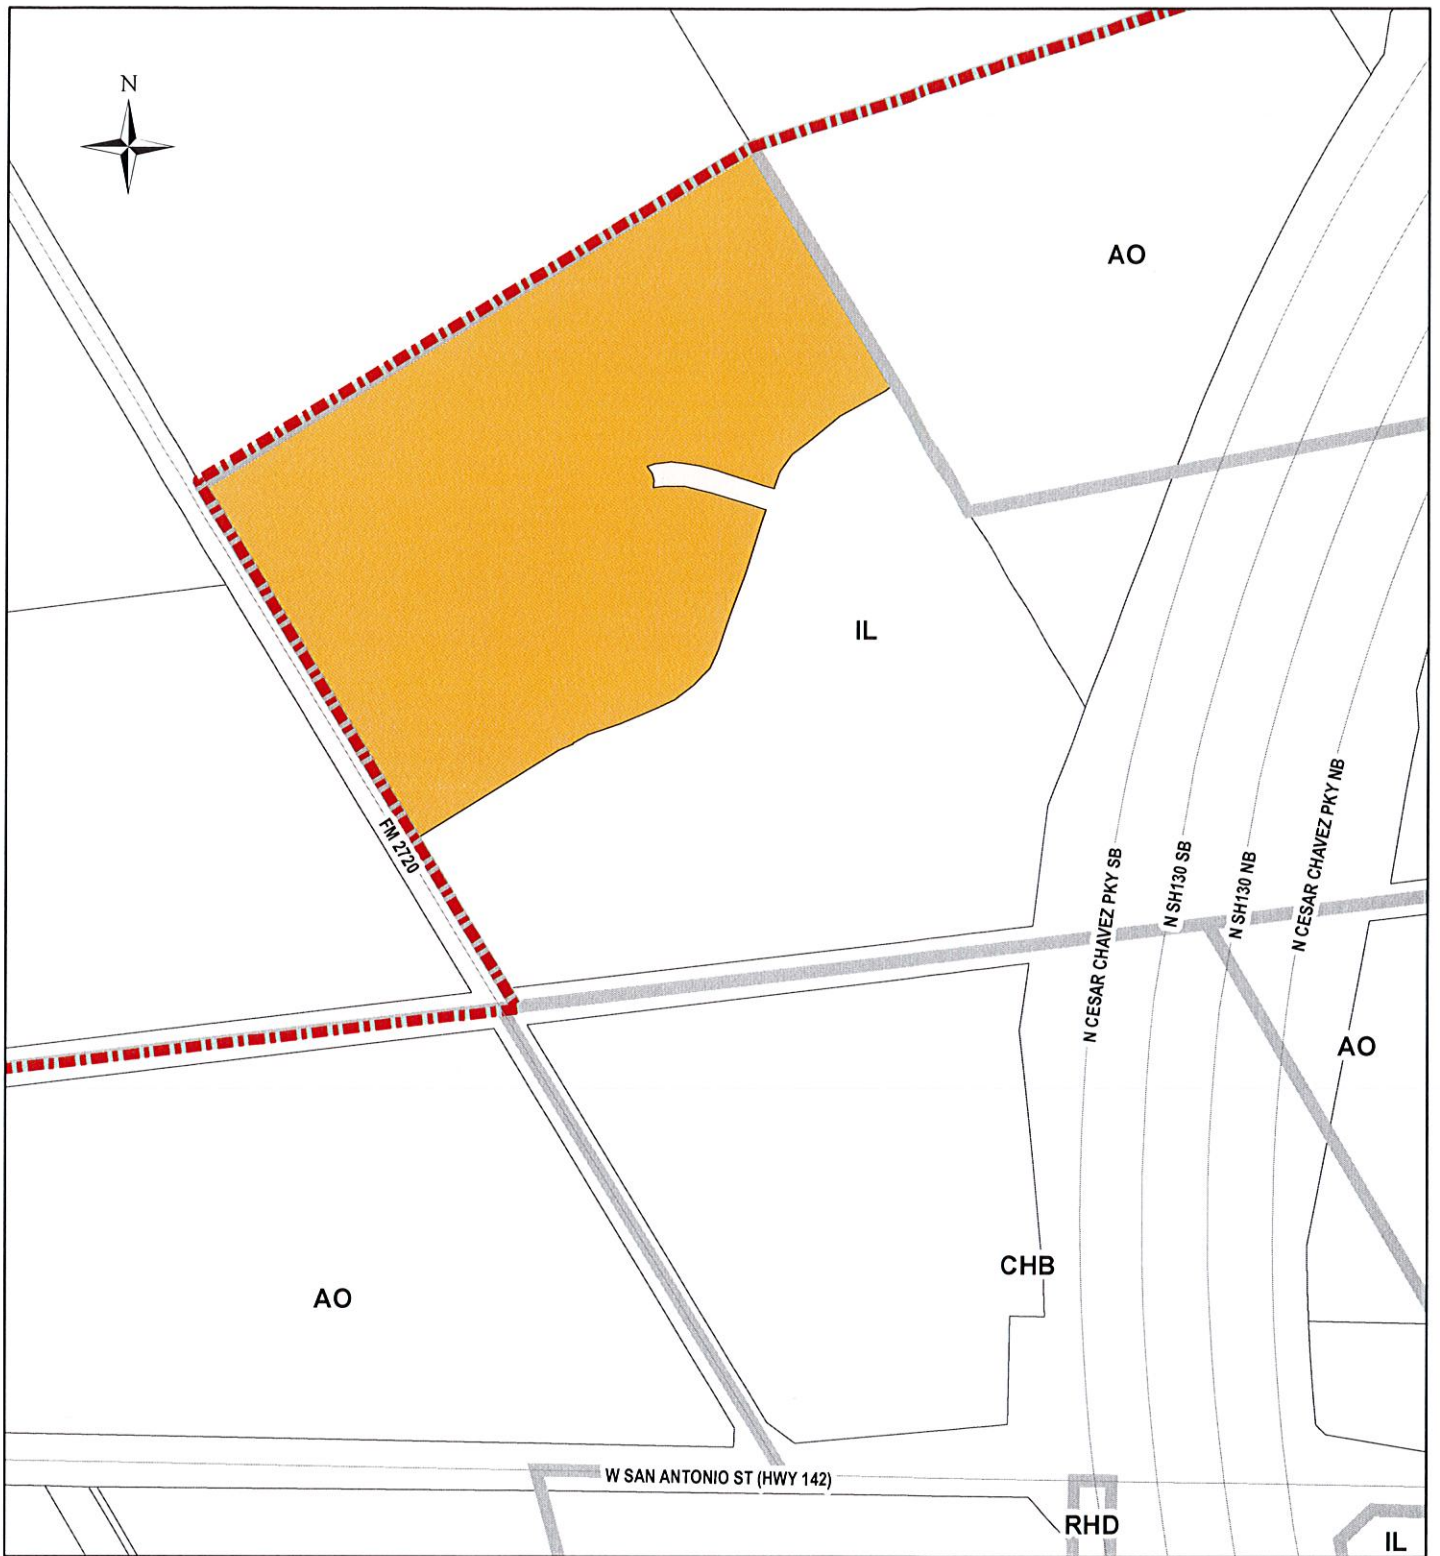 N
AO
IL
FM 2720
N CESAR CHAVEZ PKY SB
N SH130 SB
N SH130 NB
N CESAR CHAVEZ PKY NB
AO
CHB
AO
W SAN ANTONIO ST (HWY 142)
RHD
IL